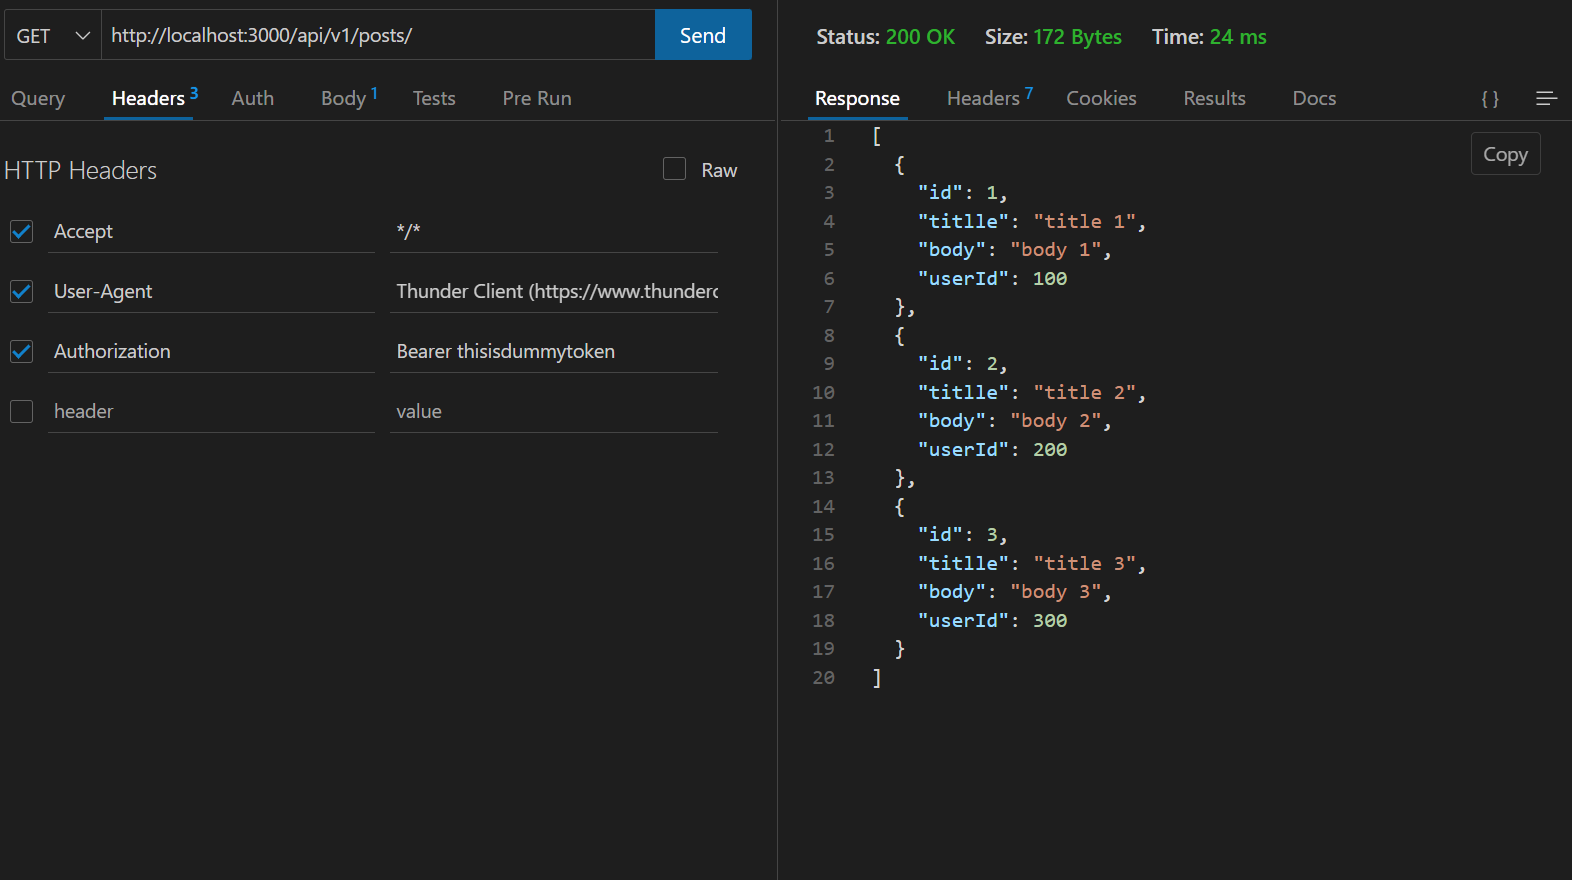 GET http://localhost:3000/api/v1/posts/ Send
Query Headers 3 Auth Body 1 Tests Pre Run
HTTP Headers Raw
Accept */*
User-Agent Thunder Client (https://www.thunderc
Authorization Bearer thisisdummytoken
header value
Status: 200 OK Size: 172 Bytes Time: 24 ms
Response Headers 7 Cookies Results Docs { }
Copy
1 [
2 {
3 "id": 1,
4 "titlle": "title 1",
5 "body": "body 1",
6 "userId": 100
7 },
8 {
9 "id": 2,
10 "titlle": "title 2",
11 "body": "body 2",
12 "userId": 200
13 },
14 {
15 "id": 3,
16 "titlle": "title 3",
17 "body": "body 3",
18 "userId": 300
19 }
20 ]